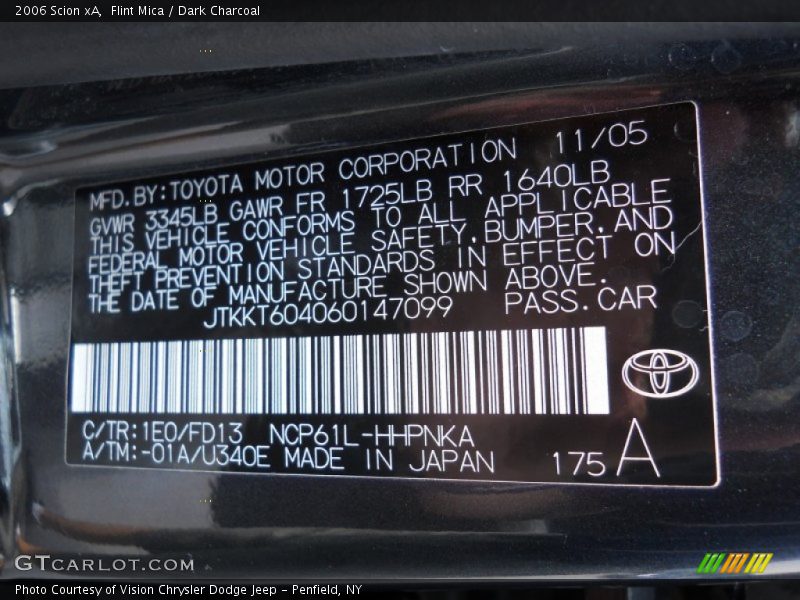 2006 Scion xA, Flint Mica / Dark Charcoal
MFD.BY:TOYOTA MOTOR CORPORATION 11/05
GVWR 3345LB GAWR FR 1725LB RR 1640LB
THIS VEHICLE CONFORMS TO ALL APPLICABLE
FEDERAL MOTOR VEHICLE SAFETY,BUMPER,AND
THEFT PREVENTION STANDARDS IN EFFECT ON
THE DATE OF MANUFACTURE SHOWN ABOVE.
JTKKT604060147099 PASS.CAR
C/TR:1E0/FD13 NCP61L-HHPNKA
A/TM:-01A/U340E MADE IN JAPAN 175 A
GTCARLOT.COM
Photo Courtesy of Vision Chrysler Dodge Jeep - Penfield, NY